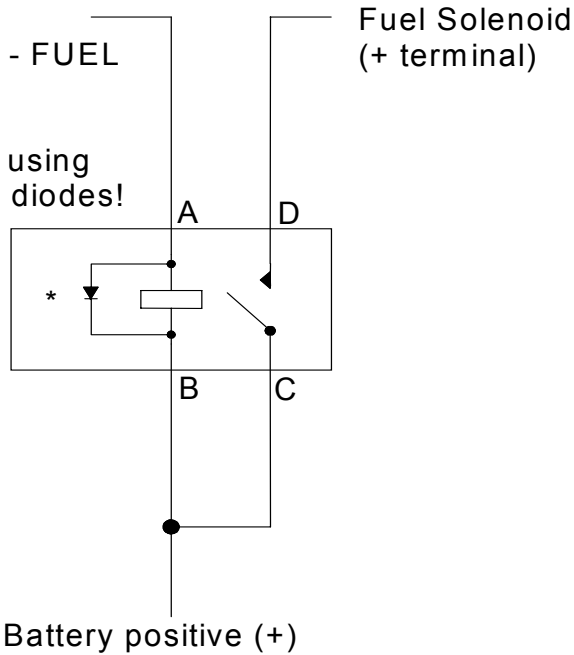 Fuel Solenoid
- FUEL (+ terminal)
using
diodes!
A D
*
B C
Battery positive (+)